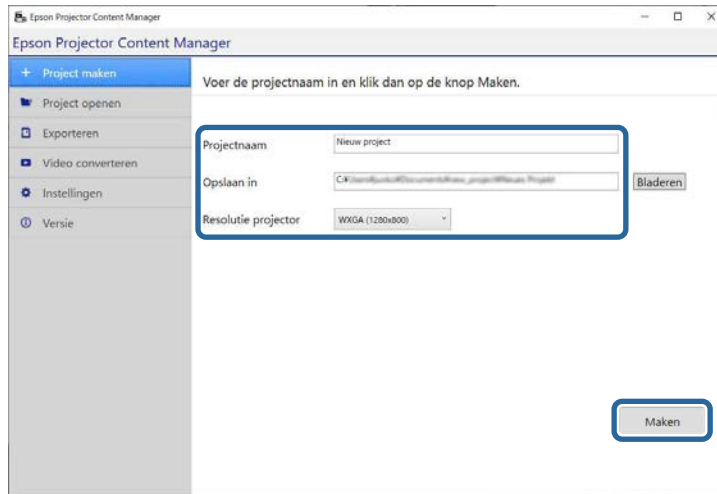 Epson Projector Content Manager
Epson Projector Content Manager
+ Project maken
Project openen
Exporteren
Video converteren
Instellingen
Versie
Voer de projectnaam in en klik dan op de knop Maken.
Projectnaam Nieuw project
Opslaan in Bladeren
Resolutie projector WXGA (1280x800)
Maken